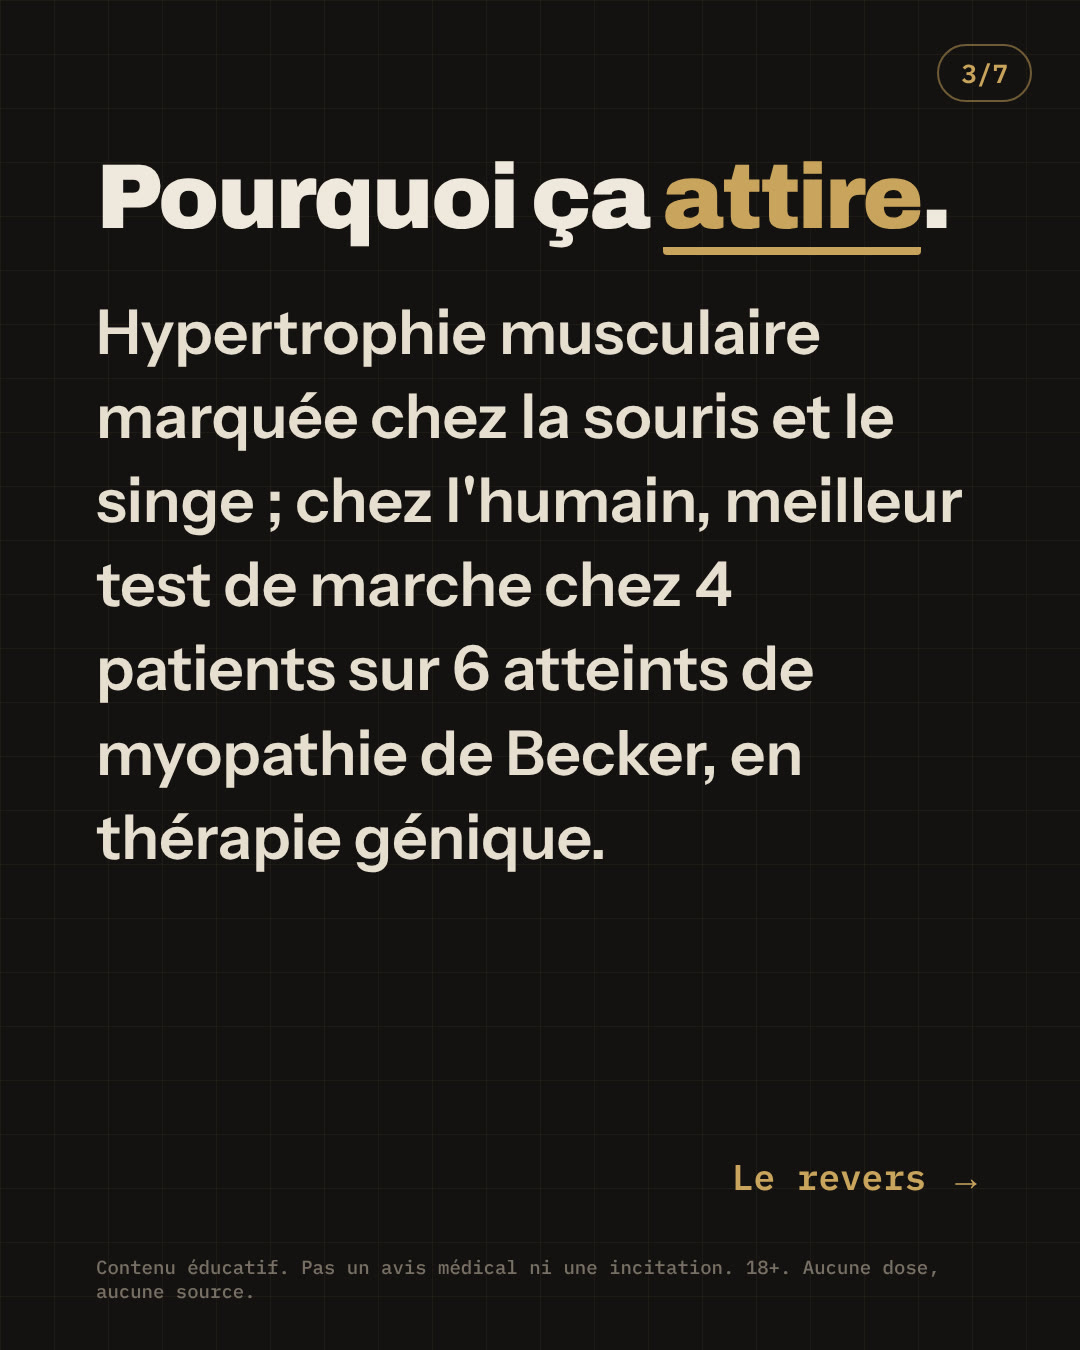 3/7
Pourquoi ça attire.
Hypertrophie musculaire
marquée chez la souris et le
singe ; chez l'humain, meilleur
test de marche chez 4
patients sur 6 atteints de
myopathie de Becker, en
thérapie génique.
Le revers →
Contenu éducatif. Pas un avis médical ni une incitation. 18+. Aucune dose,
aucune source.